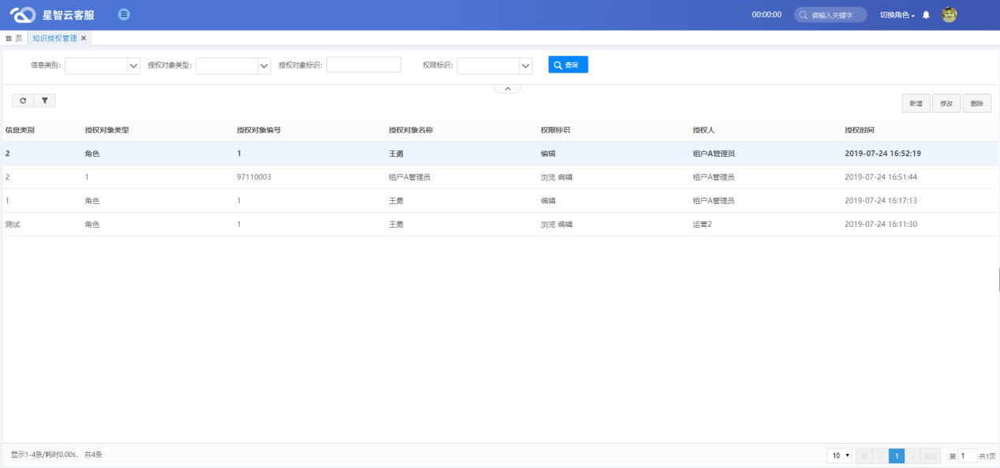 星智云客服 00:00:00 请输入关键字 切换角色
首 页 知识授权管理 ×
信息类别: 授权对象类型: 授权对象标识: 权限标识: 查询
新增 修改 删除
信息类别 授权对象类型 授权对象编号 授权对象名称 权限标识 授权人 授权时间
2 角色 1 王勇 编辑 租户A管理员 2019-07-24 16:52:19
2 1 97110003 租户A管理员 浏览 编辑 租户A管理员 2019-07-24 16:51:44
1 角色 1 王勇 编辑 租户A管理员 2019-07-24 16:17:13
测试 角色 1 王勇 浏览 编辑 运营2 2019-07-24 16:11:30
显示1-4条/耗时0.00s, 共4条 10 1 尾页 第 1 共1页